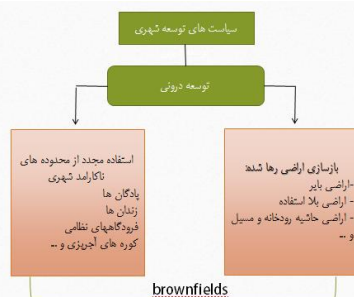 سیاست های توسعه شهری
توسعه درونی
بازسازی اراضی رها شده:
-اراضی بایر
- اراضی بلا استفاده
- اراضی حاشیه رودخانه و مسیل
و ...
استفاده مجدد از محدوده های
ناکارامد شهری
پادگان ها
زندان ها
فرودگاههای نظامی
کوره های آجرپزی و ...
brownfields